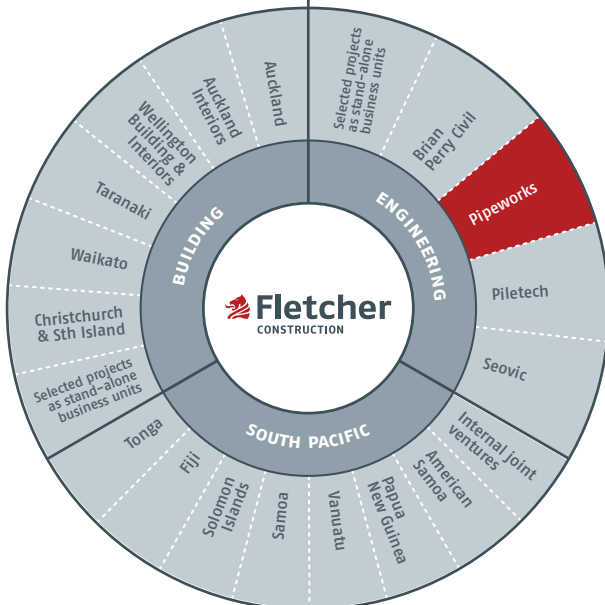 Fletcher
CONSTRUCTION
BUILDING
ENGINEERING
SOUTH PACIFIC
Selected projects
as stand-alone
business units
Brian
Perry Civil
Pipeworks
Piletech
Seovic
Internal joint
ventures
American
Samoa
Papua
New Guinea
Vanuatu
Samoa
Solomon
Islands
Fiji
Tonga
Selected projects
as stand-alone
business units
Christchurch
& Sth Island
Waikato
Taranaki
Wellington
Building &
Interiors
Auckland
Interiors
Auckland